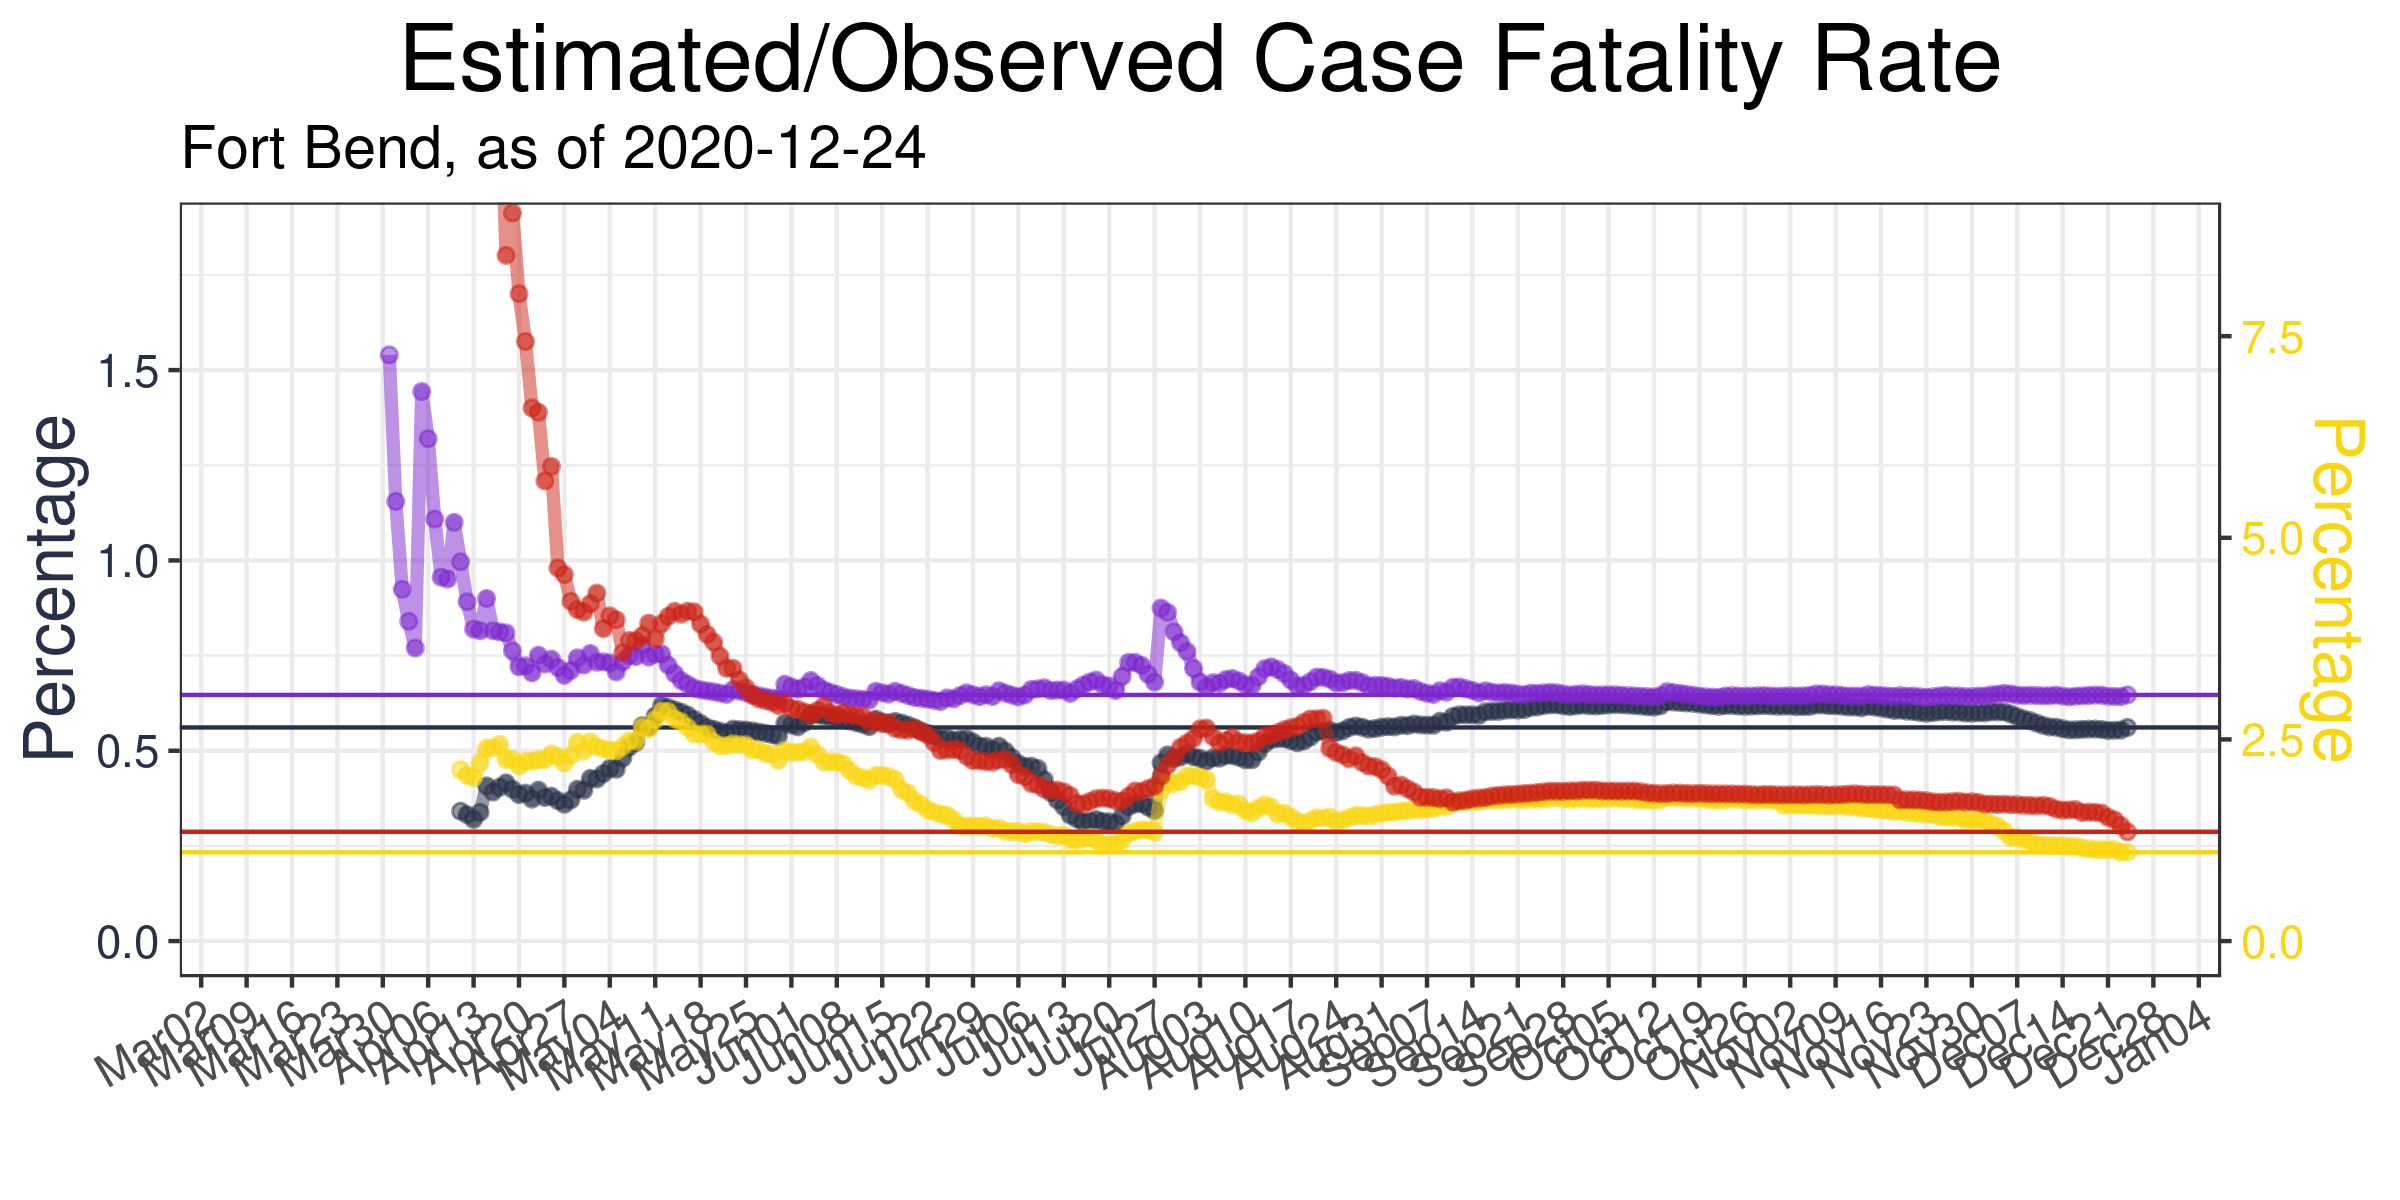 Estimated/Observed Case Fatality Rate
Fort Bend, as of 2020-12-24
Percentage
1.5
1.0
0.5
0.0
7.5
5.0
2.5
0.0
Percentage
Mar02
Mar09
Mar16
Mar23
Mar30
Apr06
Apr13
Apr20
Apr27
May04
May11
May18
May25
Jun01
Jun08
Jun15
Jun22
Jun29
Jul06
Jul13
Jul20
Jul27
Aug03
Aug10
Aug17
Aug24
Aug31
Sep07
Sep14
Sep21
Sep28
Oct05
Oct12
Oct19
Oct26
Nov02
Nov09
Nov16
Nov23
Nov30
Dec07
Dec14
Dec21
Dec28
Jan04